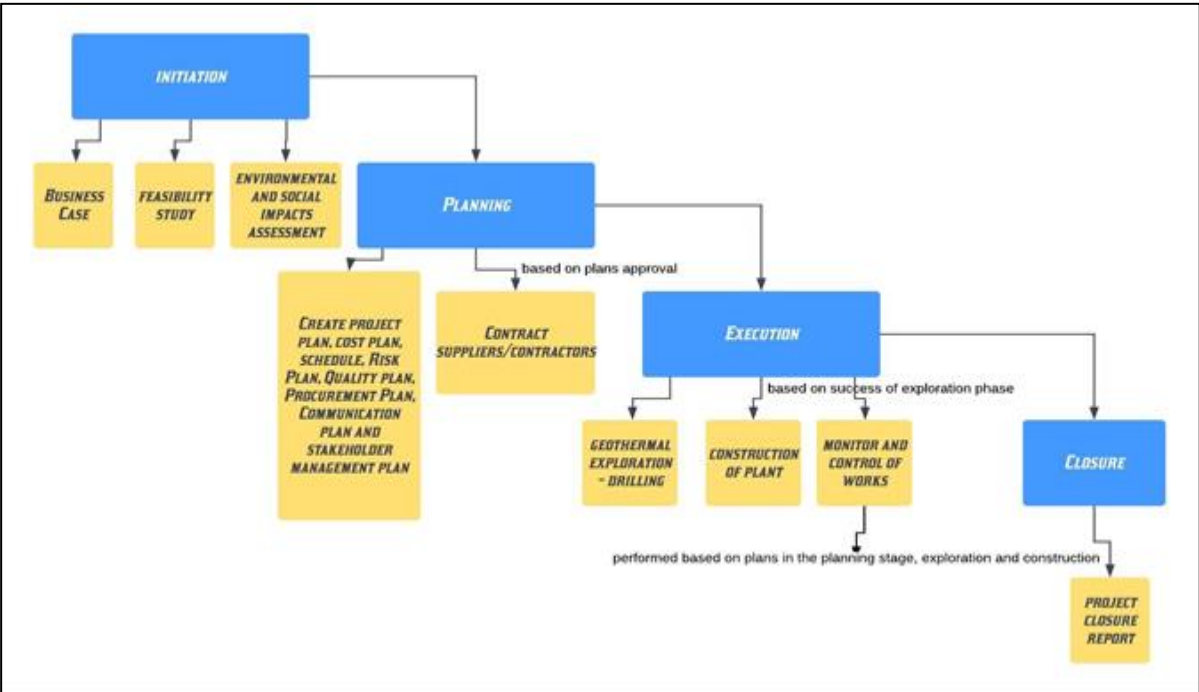 INITIATION
BUSINESS
CASE
FEASIBILITY
STUDY
ENVIRONMENTAL
AND SOCIAL
IMPACTS
ASSESSMENT
PLANNING
based on plans approval
CREATE PROJECT
PLAN, COST PLAN,
SCHEDULE, RISK
PLAN, QUALITY PLAN,
PROCUREMENT PLAN,
COMMUNICATION
PLAN AND
STAKEHOLDER
MANAGEMENT PLAN
CONTRACT
SUPPLIERS/CONTRACTORS
EXECUTION
based on success of exploration phase
GEOTHERMAL
EXPLORATION
- DRILLING
CONSTRUCTION
OF PLANT
MONITOR AND
CONTROL OF
WORKS
performed based on plans in the planning stage, exploration and construction
CLOSURE
PROJECT
CLOSURE
REPORT